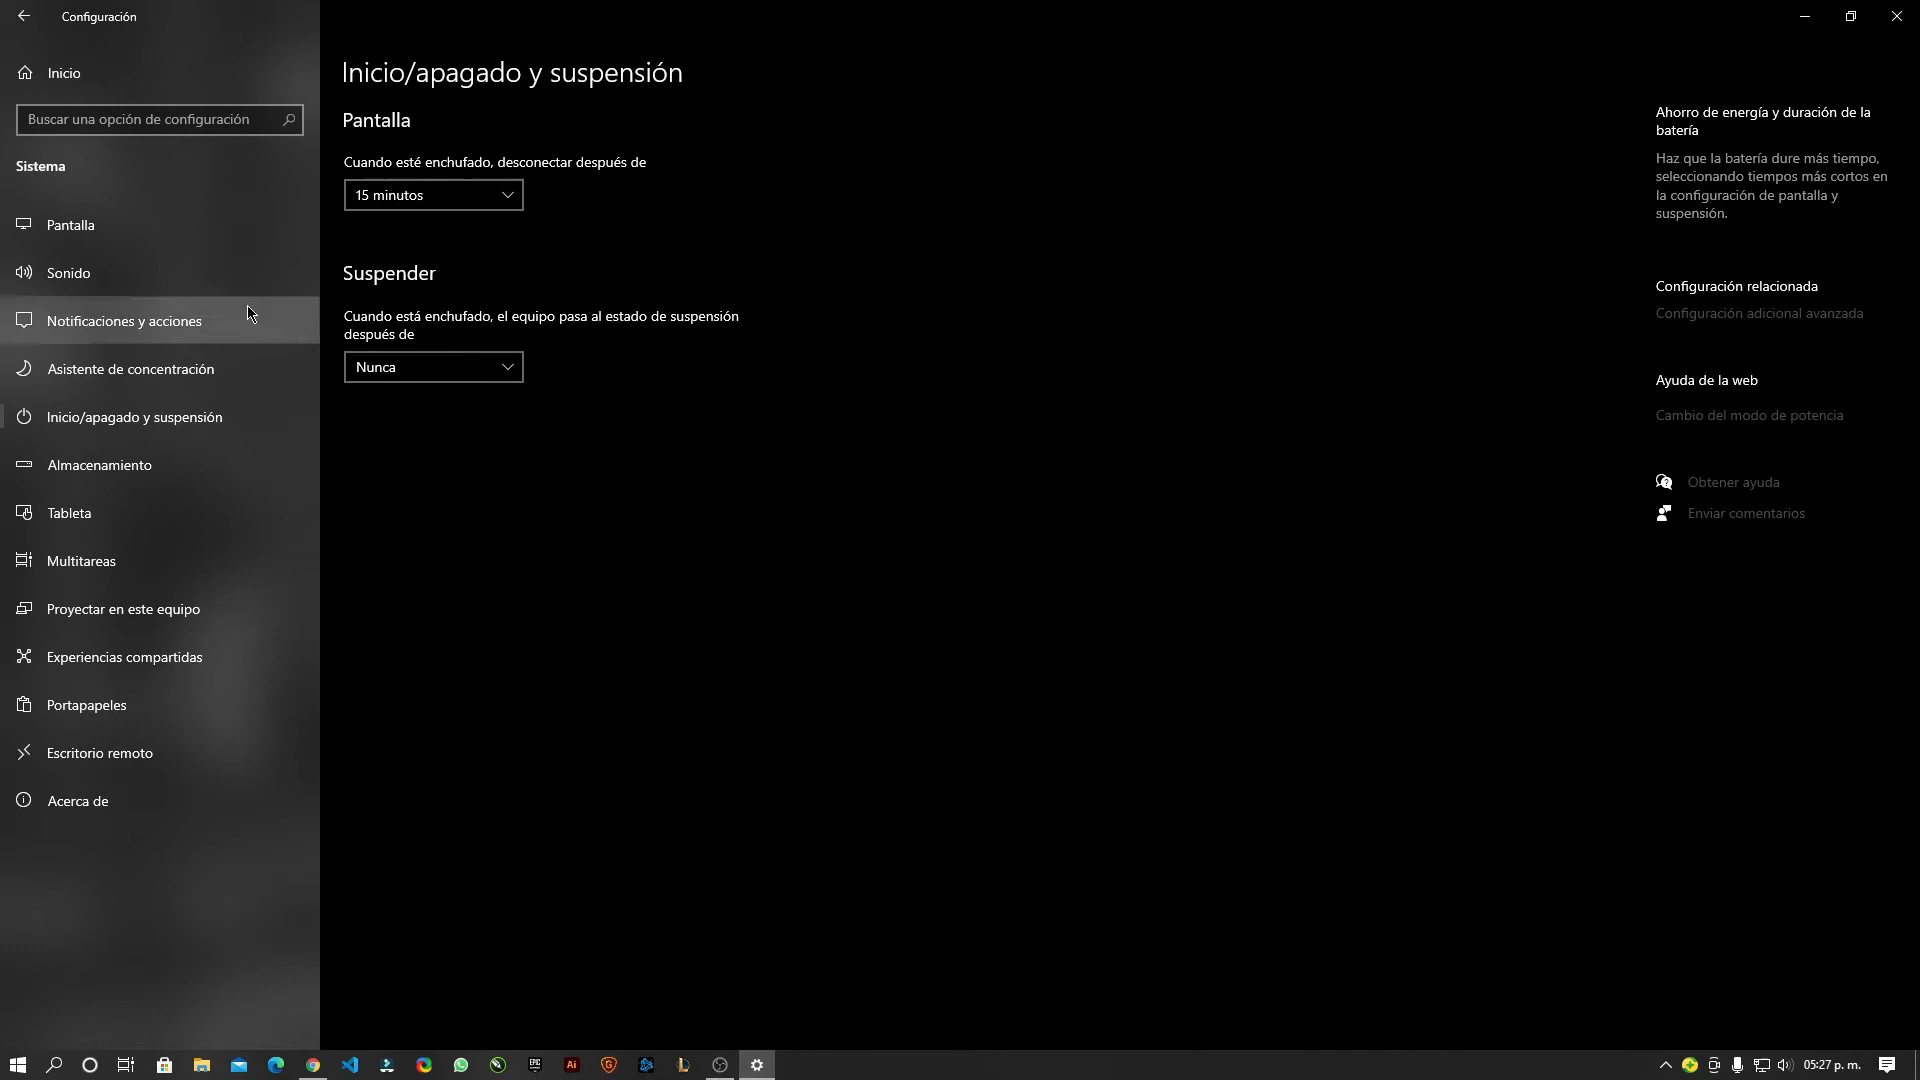 Configuración
Inicio
Buscar una opción de configuración
Sistema
Pantalla
Sonido
Notificaciones y acciones
Asistente de concentración
Inicio/apagado y suspensión
Almacenamiento
Tableta
Multitareas
Proyectar en este equipo
Experiencias compartidas
Portapapeles
Escritorio remoto
Acerca de
Inicio/apagado y suspensión
Pantalla
Cuando esté enchufado, desconectar después de
15 minutos
Suspender
Cuando está enchufado, el equipo pasa al estado de suspensión
después de
Nunca
Ahorro de energía y duración de la
batería
Haz que la batería dure más tiempo,
seleccionando tiempos más cortos en
la configuración de pantalla y
suspensión.
Configuración relacionada
Configuración adicional avanzada
Ayuda de la web
Cambio del modo de potencia
Obtener ayuda
Enviar comentarios
EPIC
Ai
05:27 p. m.